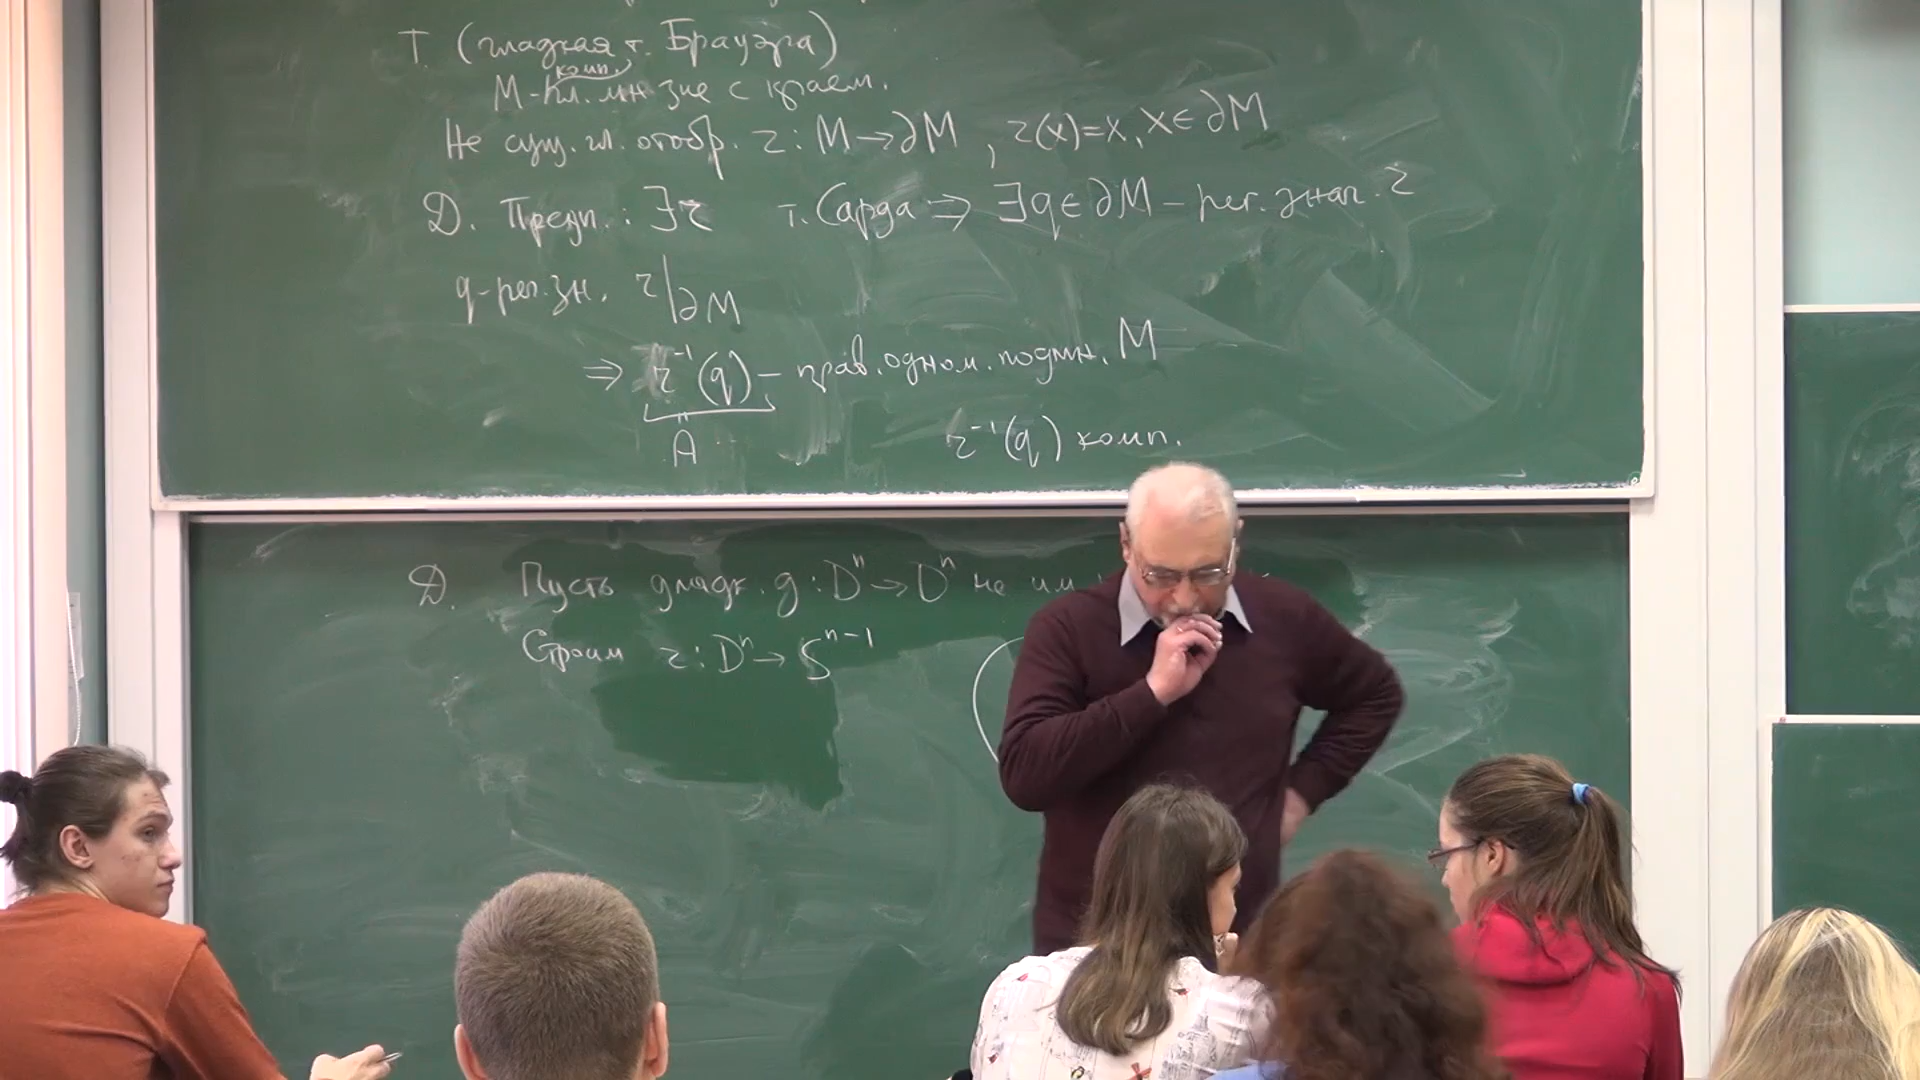 Т. (гладкая т. Брауэра)
комп.
М - гл. мн-зие с краем.
Не сущ. гл. отобр. r : M → ∂M , r(x)=x, x ∈ ∂M
Д. Предп.: ∃ r т. Сарда ⇒ ∃ q ∈ ∂M – рег. знач. r
q - рег. зн. r|∂M
⇒ r⁻¹(q) – прав. одном. подмн. M
A r⁻¹(q) комп.
Д. Пусть гладк. g : Dⁿ → Dⁿ не им
Строим r : Dⁿ → Sⁿ⁻¹